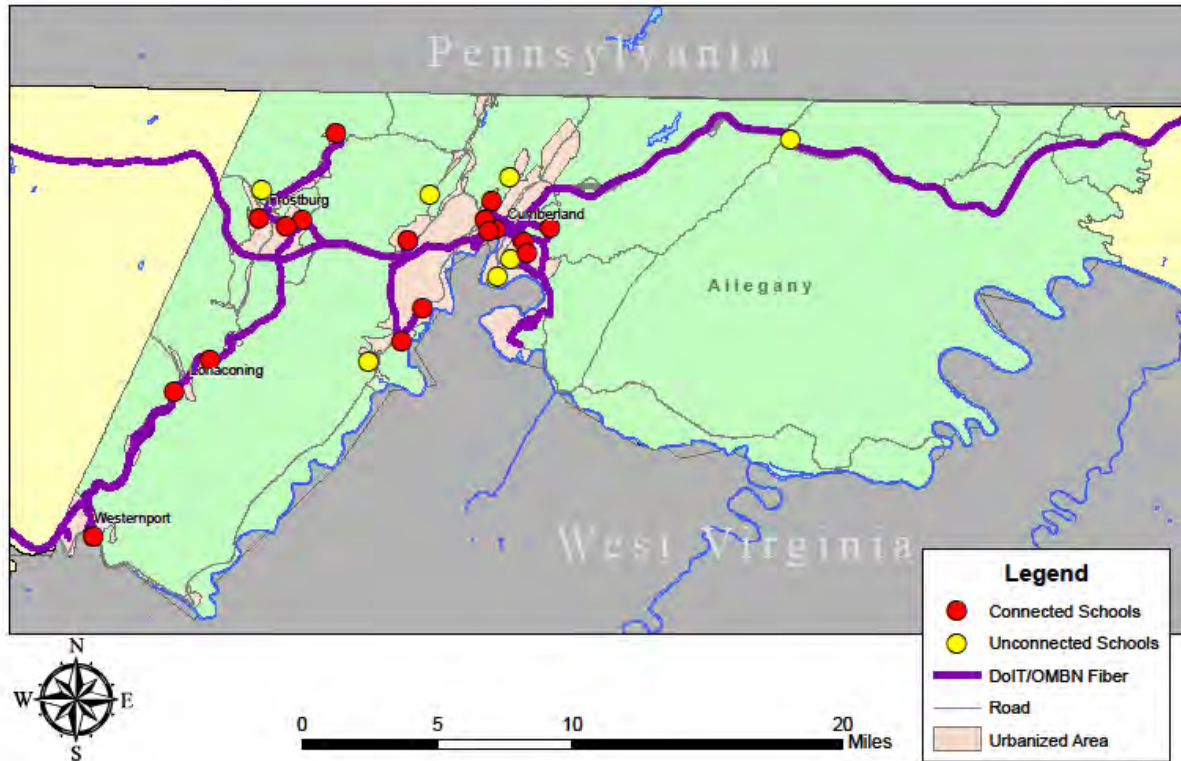 Pennsylvania
Frostburg
Cumberland
Allegany
Lonaconing
Westernport
West Virginia
Legend
Connected Schools
Unconnected Schools
DoIT/OMBN Fiber
Road
Urbanized Area
N
W E
S
0 5 10 20
Miles